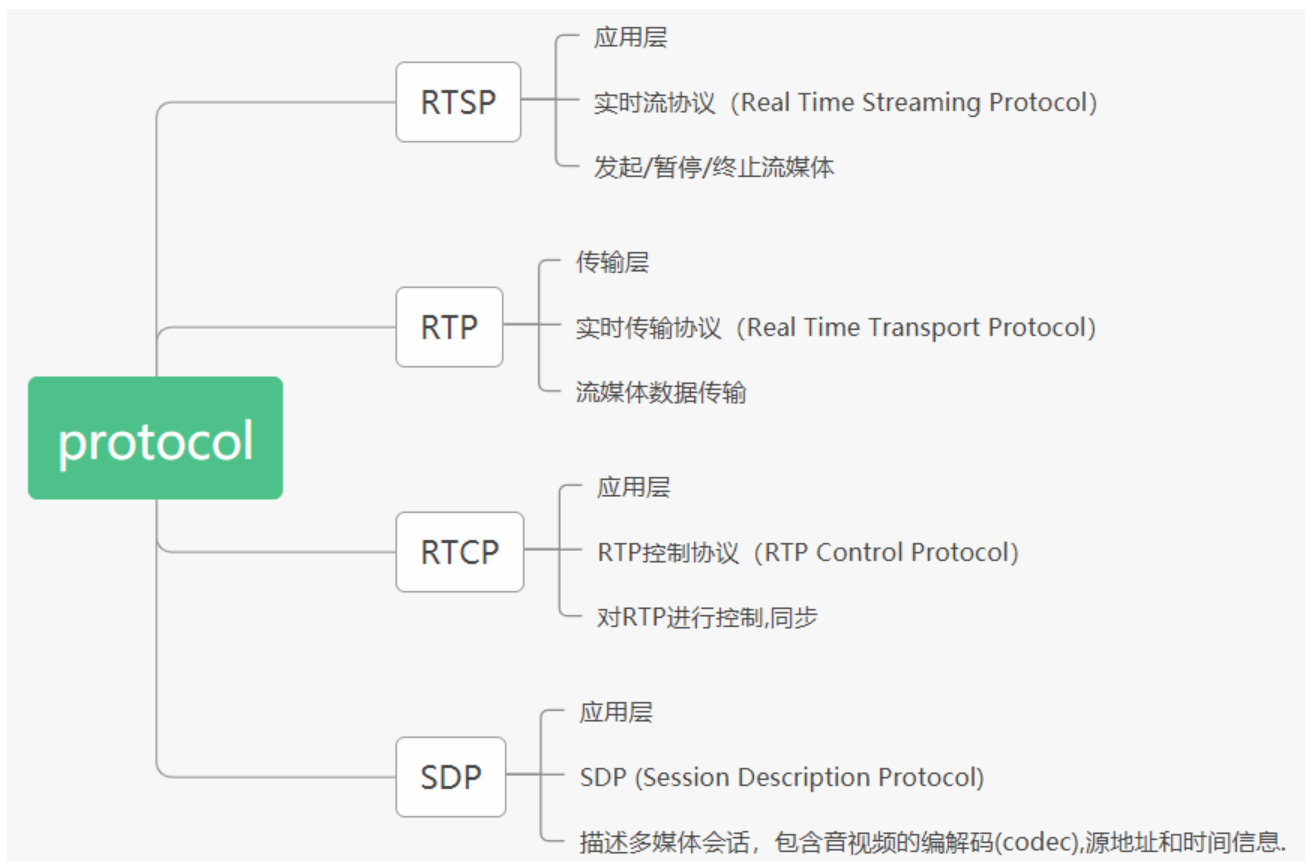 protocol
RTSP
应用层
实时流协议（Real Time Streaming Protocol）
发起/暂停/终止流媒体
RTP
传输层
实时传输协议（Real Time Transport Protocol）
流媒体数据传输
RTCP
应用层
RTP控制协议（RTP Control Protocol）
对RTP进行控制,同步
SDP
应用层
SDP (Session Description Protocol)
描述多媒体会话，包含音视频的编解码(codec),源地址和时间信息.